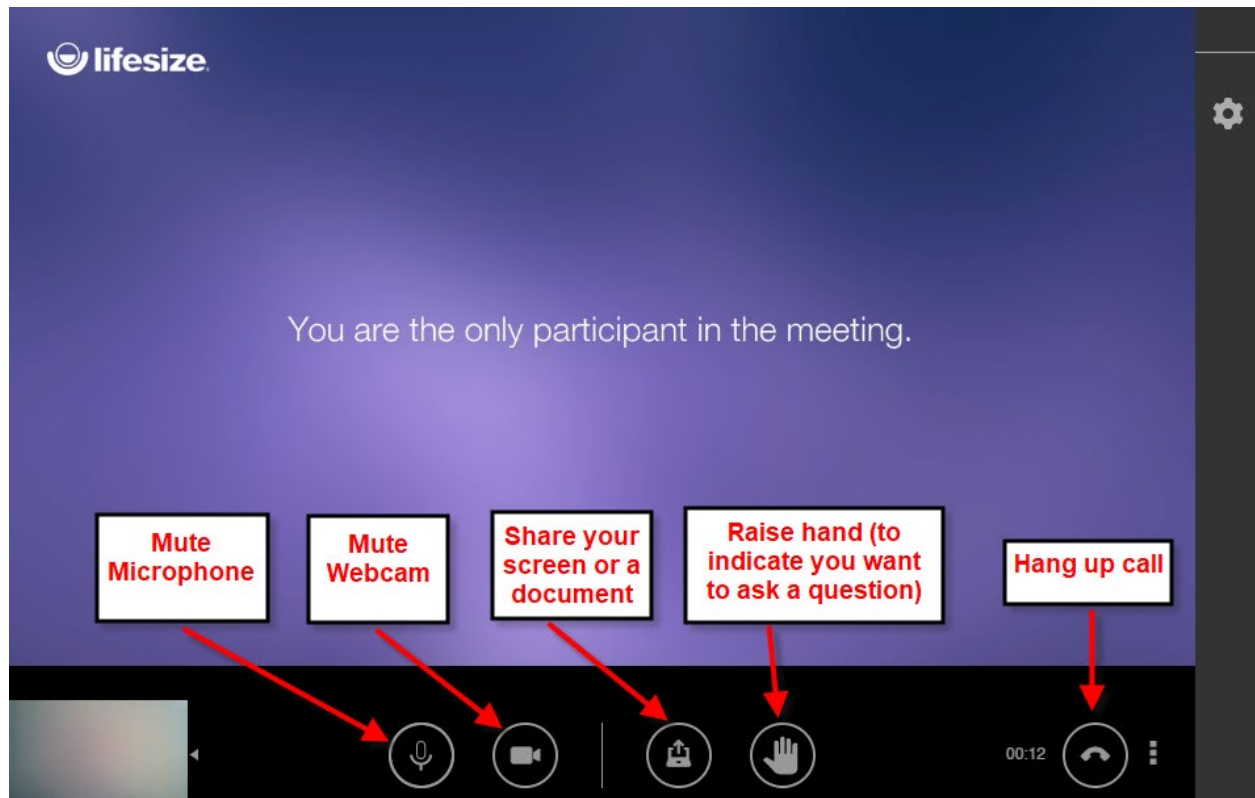 lifesize.
You are the only participant in the meeting.
Mute
Microphone
Mute
Webcam
Share your
screen or a
document
Raise hand (to
indicate you want
to ask a question)
Hang up call
00:12